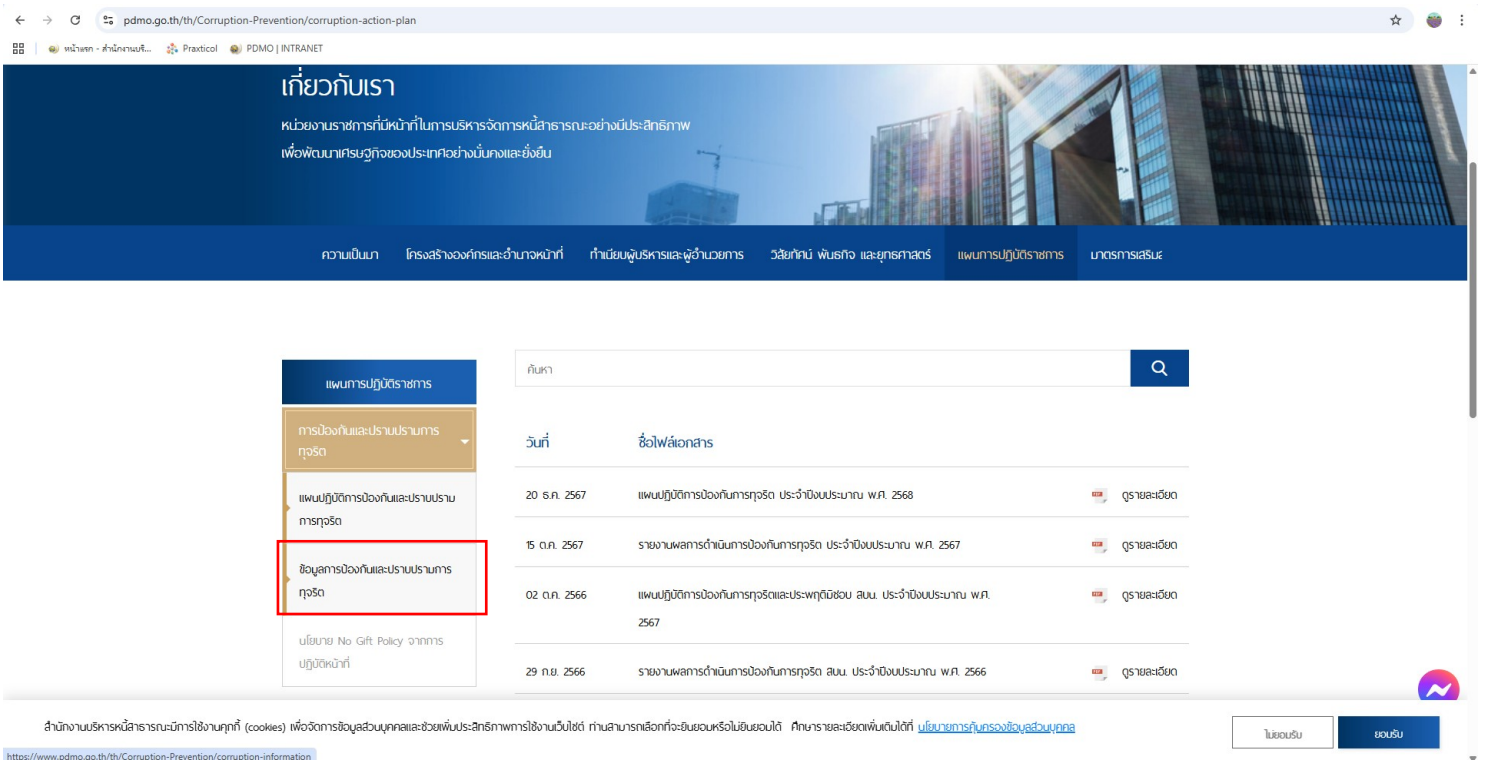 pdmo.go.th/th/Corruption-Prevention/corruption-action-plan
หน้าแรก - สำนักงานบริ...
Praxticol
PDMO | INTRANET
เกี่ยวกับเรา
หน่วยงานราชการที่มีหน้าที่ในการบริหารจัดการหนี้สาธารณะอย่างมีประสิทธิภาพ
เพื่อพัฒนาเศรษฐกิจของประเทศอย่างมั่นคงและยั่งยืน
ความเป็นมา โครงสร้างองค์กรและอำนาจหน้าที่ ทำเนียบผู้บริหารและผู้อำนวยการ วิสัยทัศน์ พันธกิจ และยุทธศาสตร์ แผนการปฏิบัติราชการ มาตรการเสริมส
แผนการปฏิบัติราชการ
การป้องกันและปราบปรามการ
ทุจริต
แผนปฏิบัติการป้องกันและปราบปราม
การทุจริต
ข้อมูลการป้องกันและปราบปรามการ
ทุจริต
นโยบาย No Gift Policy จากการ
ปฏิบัติหน้าที่
ค้นหา
วันที่ ชื่อไฟล์เอกสาร
20 ธ.ค. 2567 แผนปฏิบัติการป้องกันการทุจริต ประจำปีงบประมาณ พ.ศ. 2568 ดูรายละเอียด
15 ต.ค. 2567 รายงานผลการดำเนินการป้องกันการทุจริต ประจำปีงบประมาณ พ.ศ. 2567 ดูรายละเอียด
02 ต.ค. 2566 แผนปฏิบัติการป้องกันการทุจริตและประพฤติมิชอบ สบน. ประจำปีงบประมาณ พ.ศ. ดูรายละเอียด
2567
29 ก.ย. 2566 รายงานผลการดำเนินการป้องกันการทุจริต สบน. ประจำปีงบประมาณ พ.ศ. 2566 ดูรายละเอียด
สำนักงานบริหารหนี้สาธารณะมีการใช้งานคุกกี้ (cookies) เพื่อจัดการข้อมูลส่วนบุคคลและช่วยเพิ่มประสิทธิภาพการใช้งานเว็บไซต์ ท่านสามารถเลือกที่จะยินยอมหรือไม่ยินยอมได้ ศึกษารายละเอียดเพิ่มเติมได้ที่ นโยบายการคุ้มครองข้อมูลส่วนบุคคล
ไม่ยอมรับ ยอมรับ
https://www.pdmo.go.th/th/Corruption-Prevention/corruption-information